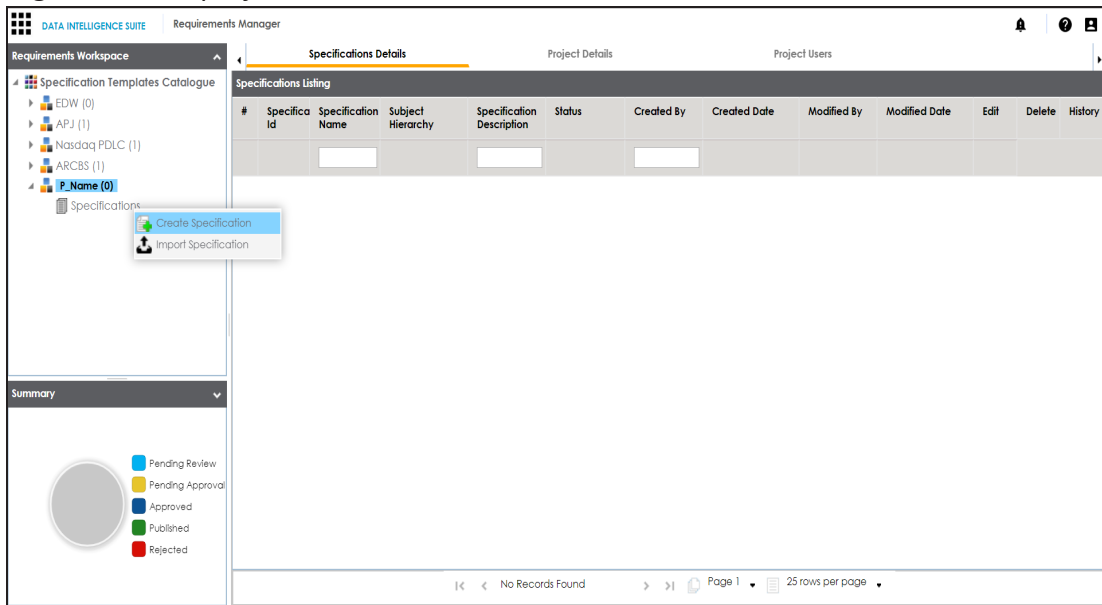 DATA INTELLIGENCE SUITE Requirements Manager
Requirements Workspace
Specifications Details Project Details Project Users
Specification Templates Catalogue
EDW (0)
APJ (1)
Nasdaq PDLC (1)
ARCBS (1)
P_Name (0)
Specifications
Create Specification
Import Specification
Specifications Listing
# Specifica Specification Subject Specification Status Created By Created Date Modified By Modified Date Edit Delete History
Id Name Hierarchy Description
Summary
Pending Review
Pending Approval
Approved
Published
Rejected
No Records Found Page 1 25 rows per page